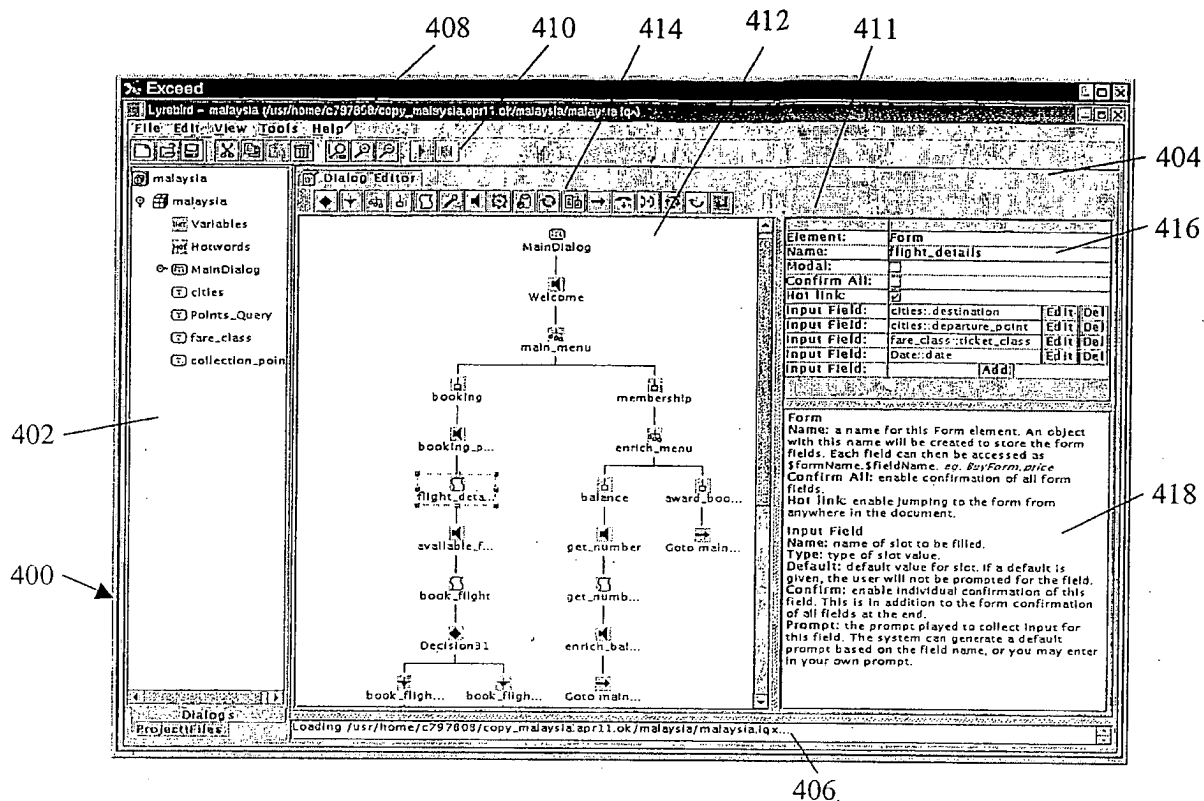 408 410 414 412 411
Exceed
Lyrebird - malaysia (/usr/home/c797808/copy_malaysia.apr11.ok/malaysia/malaysia.lqx)
File Edit View Tools Help
404
malaysia
malaysia
Variables
Hotwords
MainDialog
cities
Points_Query
fare_class
collection_poin
402
400
Dialogs
Project Files
Dialog Editor
MainDialog
Welcome
main_menu
booking membership
booking_p... enrich_menu
flight_deta... balance award_boo...
available_f... get_number Goto main...
book_flight get_numb...
Decision31 enrich_bal...
book_fligh... book_fligh... Goto main...
416
Element: Form
Name: flight_details
Modal:
Confirm All:
Hot link:
Input Field: cities::destination Edit Del
Input Field: cities::departure_point Edit Del
Input Field: fare_class::ticket_class Edit Del
Input Field: Date::date Edit Del
Input Field: Add
Form
Name: a name for this Form element. An object
with this name will be created to store the form
fields. Each field can then be accessed as
$formName.$fieldName. eg. BuyForm.price
Confirm All: enable confirmation of all form
fields.
Hot link: enable jumping to the form from
anywhere in the document.
Input Field
Name: name of slot to be filled.
Type: type of slot value.
Default: default value for slot. If a default is
given, the user will not be prompted for the field.
Confirm: enable individual confirmation of this
field. This is in addition to the form confirmation
of all fields at the end.
Prompt: the prompt played to collect input for
this field. The system can generate a default
prompt based on the field name, or you may enter
in your own prompt.
418
Loading /usr/home/c797808/copy_malaysia.apr11.ok/malaysia/malaysia.lqx...
406